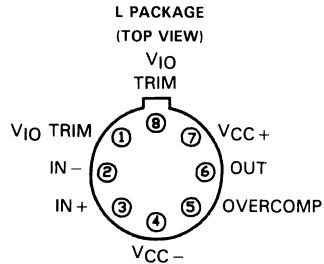 L PACKAGE
(TOP VIEW)
VIO
TRIM
8
VIO TRIM 1 7 VCC+
IN− 2 6 OUT
IN+ 3 5 OVERCOMP
4
VCC−